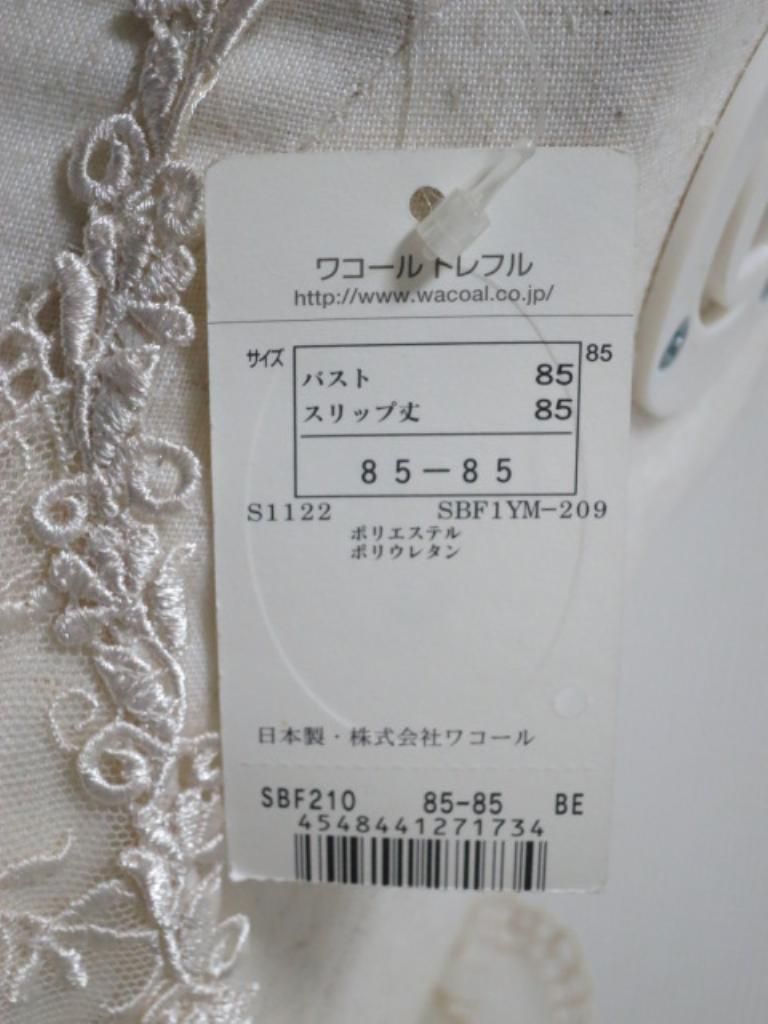 ワコール トレフル
http://www.wacoal.co.jp/
サイズ
バスト 85
85
スリップ丈 85
85-85
S1122 SBF1YM-209
ポリエステル
ポリウレタン
日本製・株式会社ワコール
SBF210 85-85 BE
4548441271734